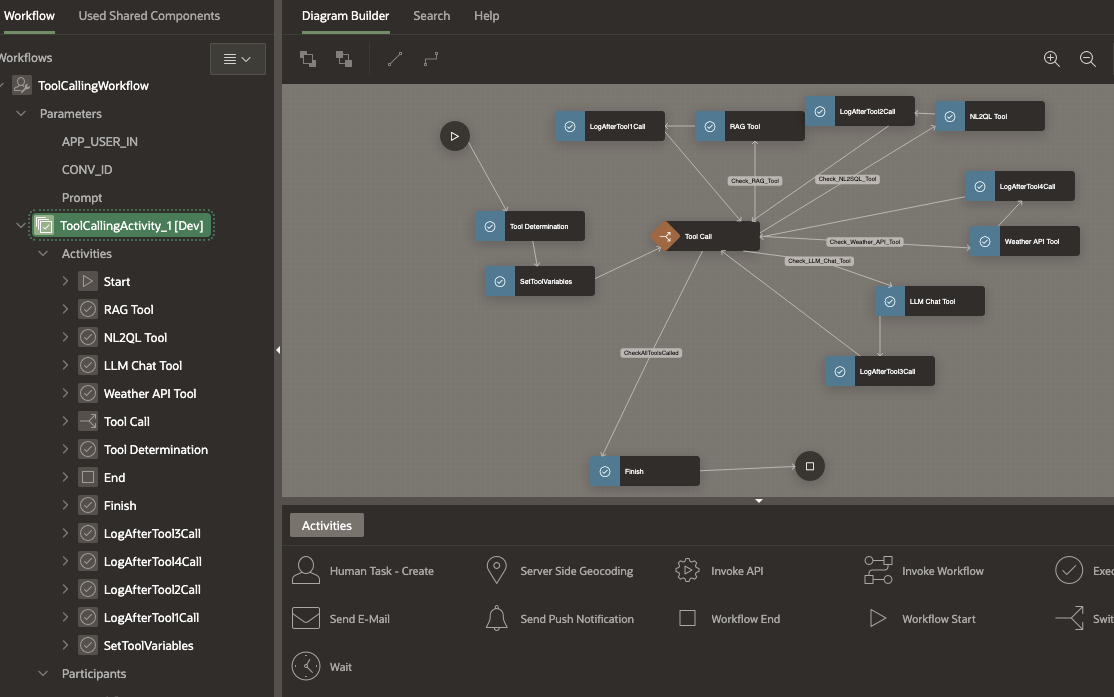 Workflow
Used Shared Components
Workflows
ToolCallingWorkflow
Parameters
APP_USER_IN
CONV_ID
Prompt
ToolCallingActivity_1 [Dev]
Activities
Start
RAG Tool
NL2QL Tool
LLM Chat Tool
Weather API Tool
Tool Call
Tool Determination
End
Finish
LogAfterTool3Call
LogAfterTool4Call
LogAfterTool2Call
LogAfterTool1Call
SetToolVariables
Participants
Diagram Builder
Search
Help
LogAfterTool1Call
RAG Tool
LogAfterTool2Call
NL2QL Tool
Check_RAG_Tool
Check_NL2SQL_Tool
LogAfterTool4Call
Tool Determination
Tool Call
Check_Weather_API_Tool
Weather API Tool
Check_LLM_Chat_Tool
SetToolVariables
LLM Chat Tool
CheckAllToolsCalled
LogAfterTool3Call
Finish
Activities
Human Task - Create
Server Side Geocoding
Invoke API
Invoke Workflow
Exec
Send E-Mail
Send Push Notification
Workflow End
Workflow Start
Swit
Wait